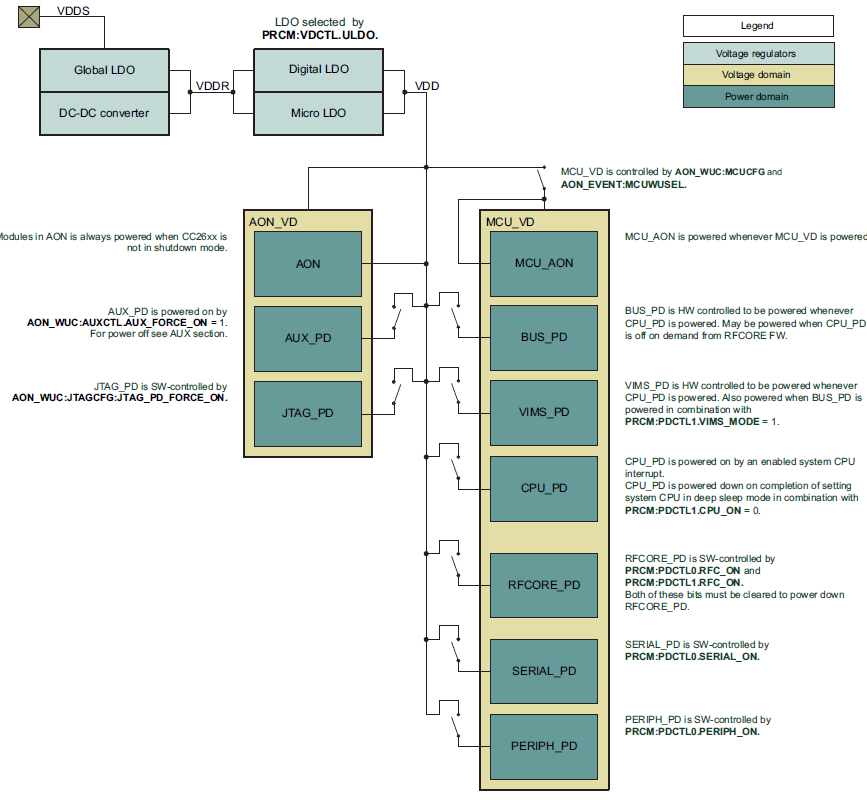 VDDS
LDO selected by
PRCM:VDCTL.ULDO.
Legend
Global LDO
DC-DC converter
VDDR
Digital LDO
Micro LDO
VDD
Voltage regulators
Voltage domain
Power domain
MCU_VD is controlled by AON_WUC:MCUCFG and
AON_EVENT:MCUWUSEL.
AON_VD
MCU_VD
Modules in AON is always powered when CC26xx is
not in shutdown mode.
AON
MCU_AON
MCU_AON is powered whenever MCU_VD is powered
AUX_PD is powered on by
AON_WUC:AUXCTL.AUX_FORCE_ON = 1.
For power off see AUX section.
AUX_PD
BUS_PD
BUS_PD is HW controlled to be powered whenever
CPU_PD is powered. May be powered when CPU_PD
is off on demand from RFCORE FW.
JTAG_PD is SW-controlled by
AON_WUC:JTAGCFG:JTAG_PD_FORCE_ON.
JTAG_PD
VIMS_PD
VIMS_PD is HW controlled to be powered whenever
CPU_PD is powered. Also powered when BUS_PD is
powered in combination with
PRCM:PDCTL1.VIMS_MODE = 1.
CPU_PD
CPU_PD is powered on by an enabled system CPU
interrupt.
CPU_PD is powered down on completion of setting
system CPU in deep sleep mode in combination with
PRCM:PDCTL1.CPU_ON = 0.
RFCORE_PD
RFCORE_PD is SW-controlled by
PRCM:PDCTL0.RFC_ON and
PRCM:PDCTL1.RFC_ON.
Both of these bits must be cleared to power down
RFCORE_PD.
SERIAL_PD
SERIAL_PD is SW-controlled by
PRCM:PDCTL0.SERIAL_ON.
PERIPH_PD
PERIPH_PD is SW-controlled by
PRCM:PDCTL0.PERIPH_ON.